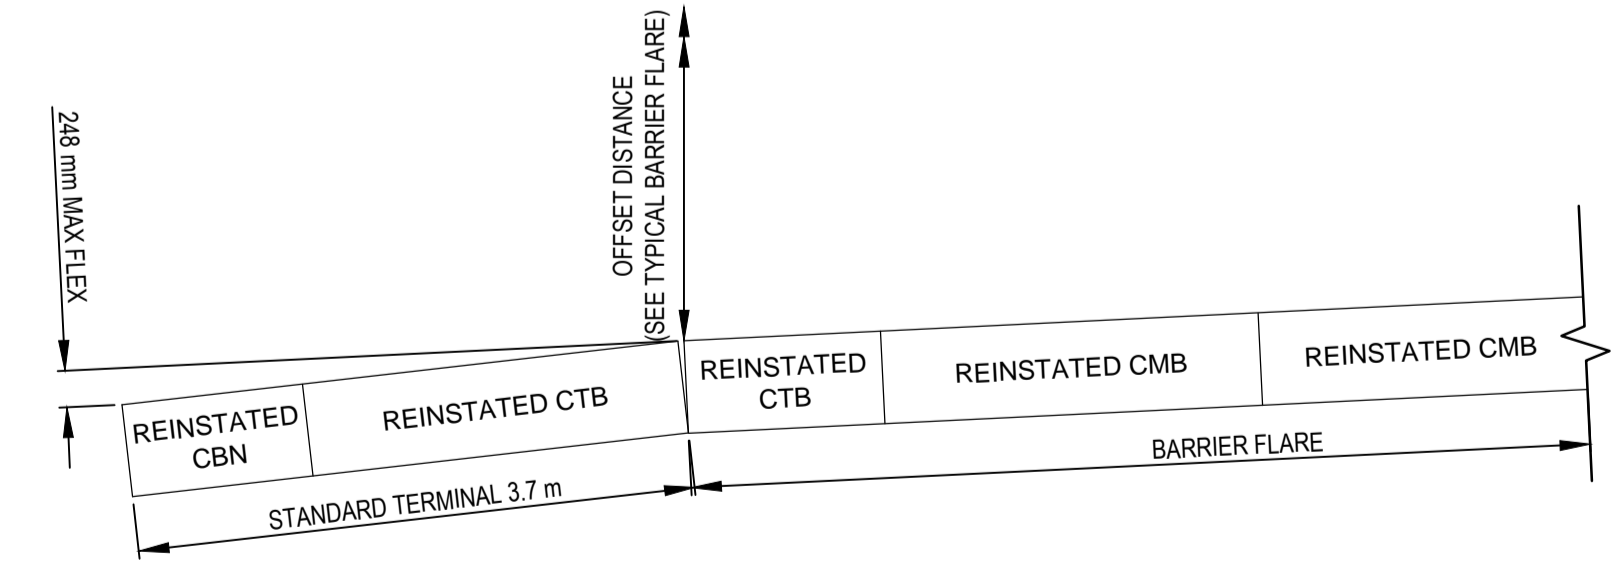 248 mm MAX FLEX
OFFSET DISTANCE
(SEE TYPICAL BARRIER FLARE)
REINSTATED
CBN
REINSTATED CTB
REINSTATED
CTB
REINSTATED CMB
REINSTATED CMB
STANDARD TERMINAL 3.7 m
BARRIER FLARE